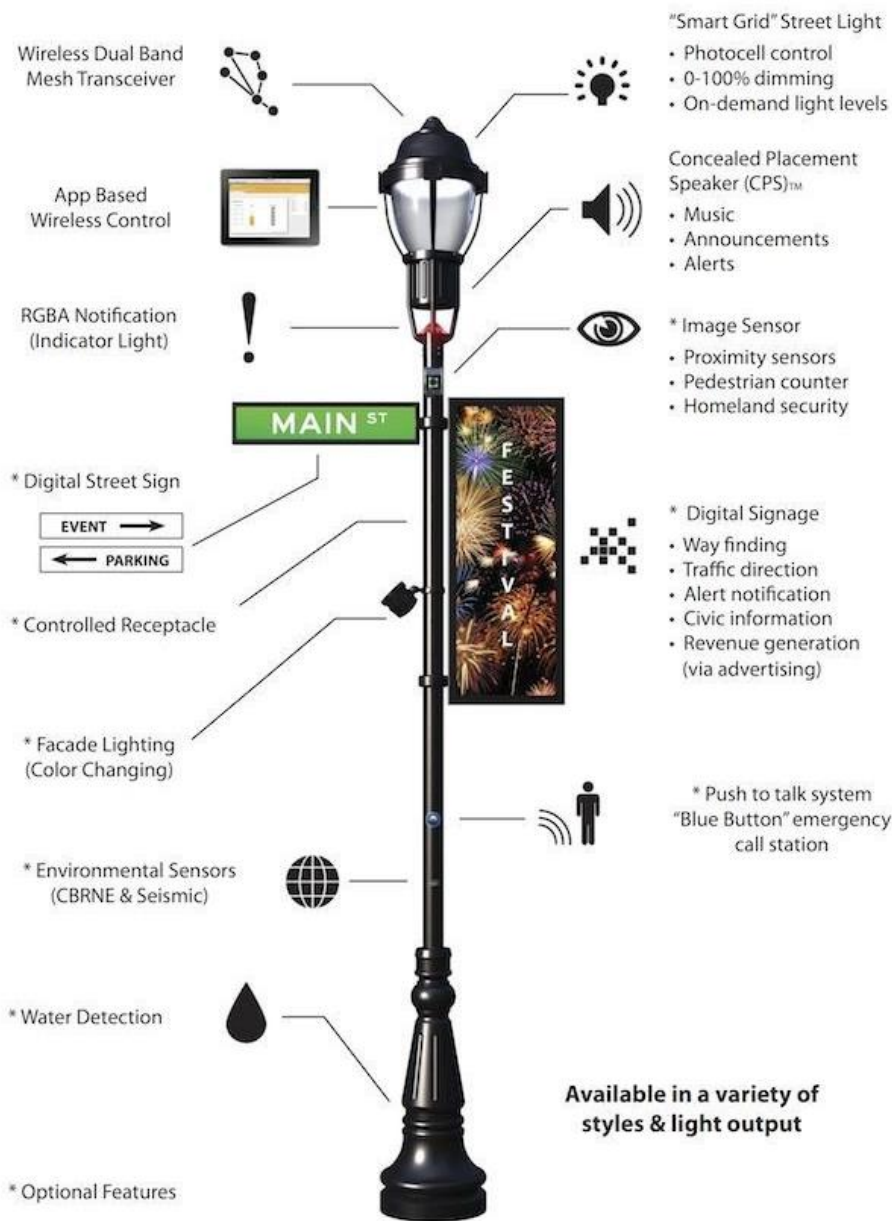 Wireless Dual Band
Mesh Transceiver
App Based
Wireless Control
RGBA Notification
(Indicator Light)
MAIN ST
* Digital Street Sign
EVENT
PARKING
* Controlled Receptacle
* Facade Lighting
(Color Changing)
* Environmental Sensors
(CBRNE & Seismic)
* Water Detection
* Optional Features
"Smart Grid" Street Light
• Photocell control
• 0-100% dimming
• On-demand light levels
Concealed Placement
Speaker (CPS)TM
• Music
• Announcements
• Alerts
* Image Sensor
• Proximity sensors
• Pedestrian counter
• Homeland security
FESTIVAL
* Digital Signage
• Way finding
• Traffic direction
• Alert notification
• Civic information
• Revenue generation
(via advertising)
* Push to talk system
"Blue Button" emergency
call station
Available in a variety of
styles & light output